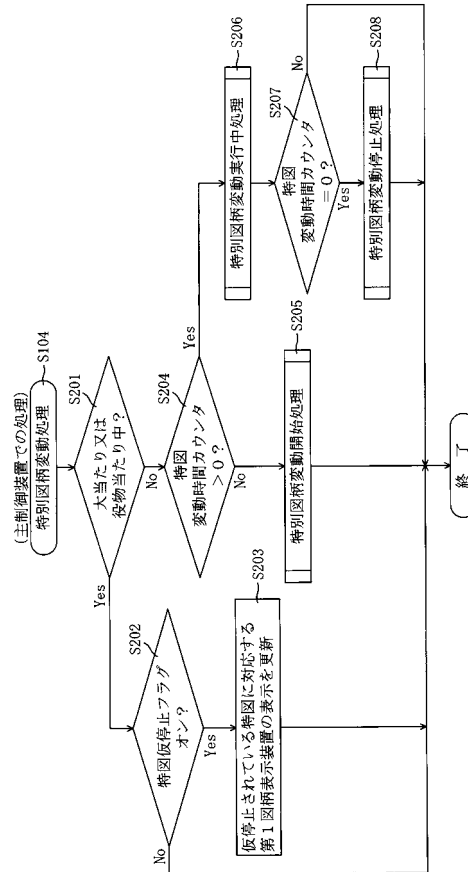 (主制御装置での処理)
特別図柄変動処理
S104
S201
大当たり又は
役物当たり中?
Yes
No
S202
特図仮停止フラグ
オン?
No
Yes
S203
仮停止されている特図に対応する
第1図柄表示装置の表示を更新
S204
特図
変動時間カウンタ
>0?
Yes
No
S205
特別図柄変動開始処理
S206
特別図柄変動実行中処理
S207
特図
変動時間カウンタ
=0?
No
Yes
S208
特別図柄変動停止処理
終了